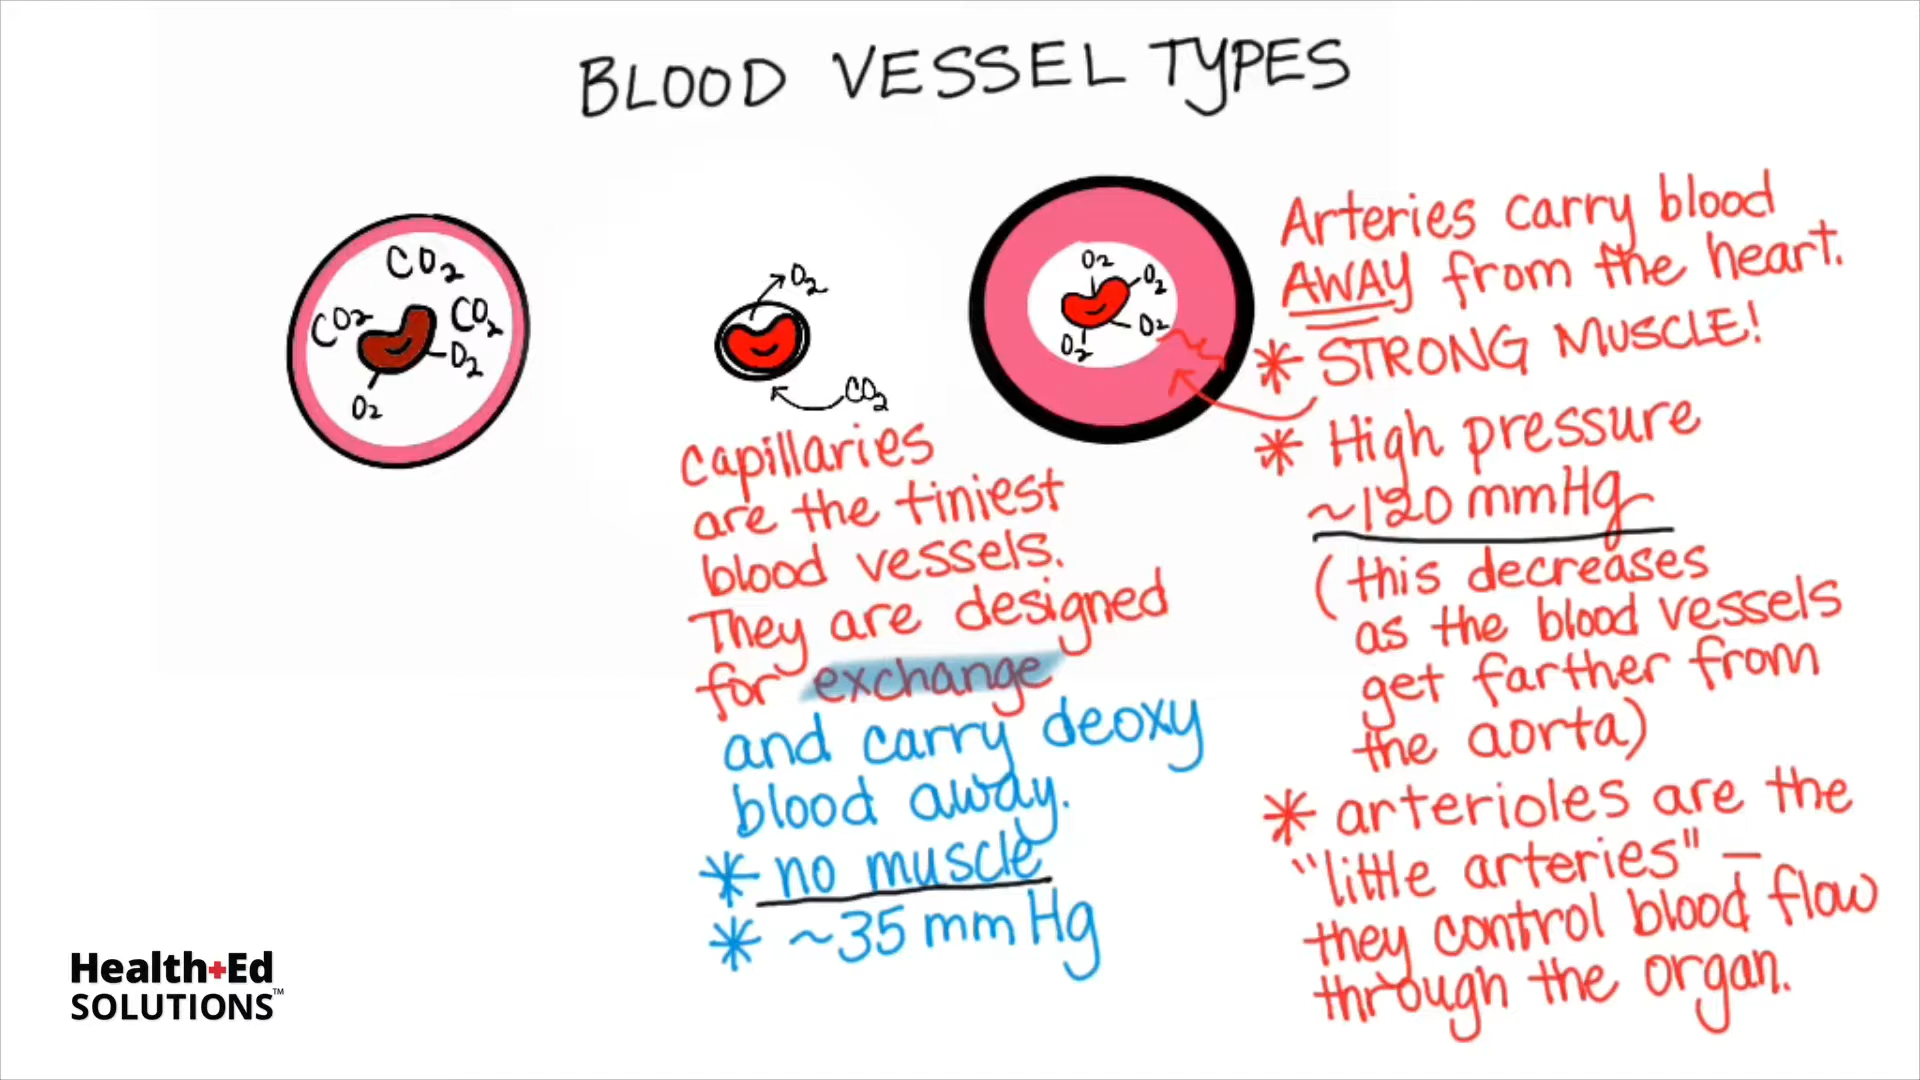 BLOOD VESSEL TYPES
CO2
CO2
CO2
O2
O2
O2
CO2
O2
O2
O2
O2
Capillaries
are the tiniest
blood vessels.
They are designed
for exchange
and carry deoxy
blood away.
* no muscle
* ~35 mm Hg
Arteries carry blood
AWAY from the heart.
* STRONG MUSCLE!
* High pressure
~120 mmHg
(this decreases
as the blood vessels
get farther from
the aorta)
* arterioles are the
"little arteries" –
they control blood flow
through the organ.
Health+Ed
SOLUTIONS™